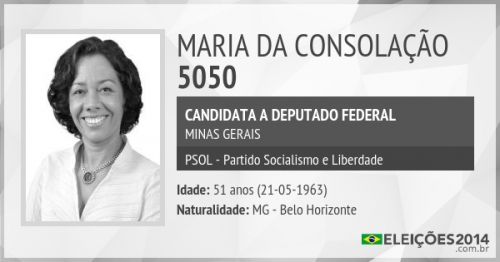 MARIA DA CONSOLAÇÃO
5050
CANDIDATA A DEPUTADO FEDERAL
MINAS GERAIS
PSOL - Partido Socialismo e Liberdade
Idade: 51 anos (21-05-1963)
Naturalidade: MG - Belo Horizonte
ELEIÇÕES2014
.com.br